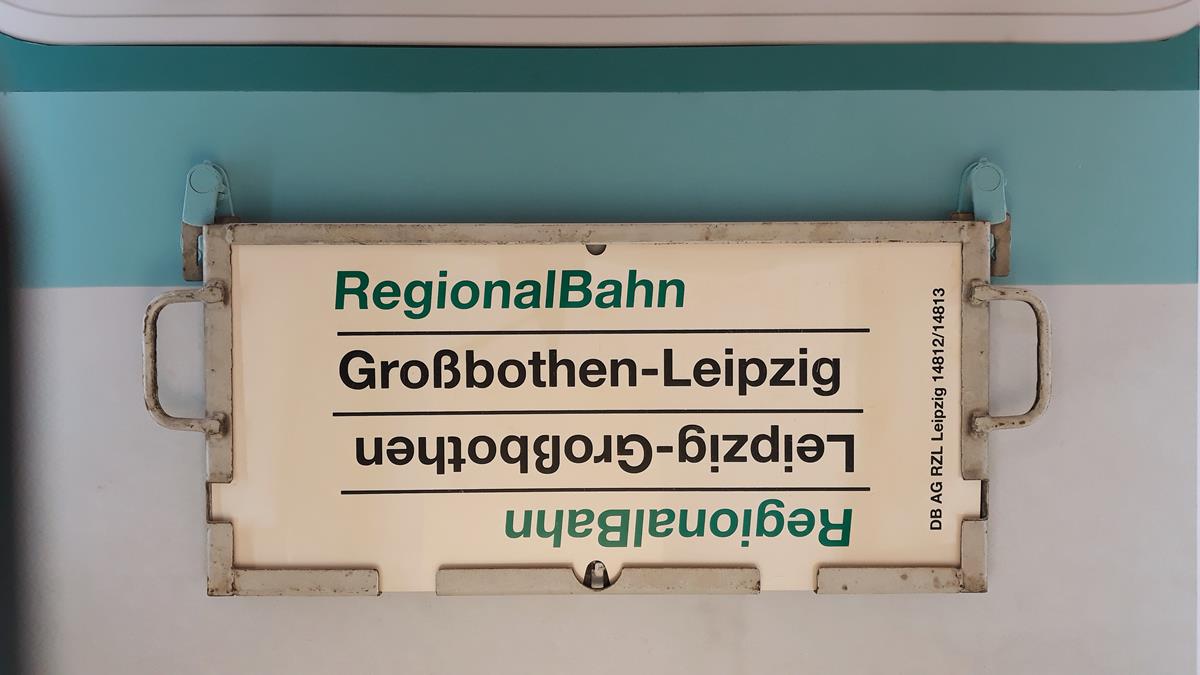 RegionalBahn
Großbothen-Leipzig
Leipzig-Großbothen
RegionalBahn
DB AG RZL Leipzig 14812/14813